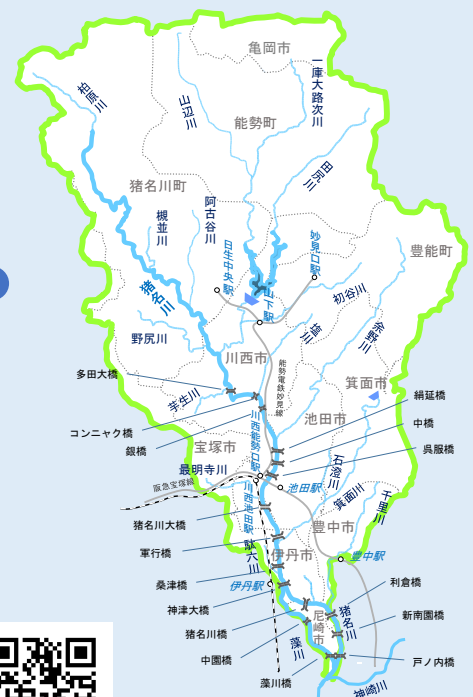 亀岡市
一庫大路次川
柏原川
山辺川
能勢町
田尻川
猪名川町
阿古谷川
槻並川
日生中央駅
妙見口駅
豊能町
猪名川
山下駅
初谷川
余野川
塩川
野尻川
川西市
能勢電鉄妙見線
箕面市
多田大橋
芋生川
絹延橋
池田市
中橋
コンニャク橋
銀橋
呉服橋
宝塚市
川西能勢口駅
石澄川
最明寺川
箕面川
千里川
阪急宝塚線
川西池田駅
池田駅
猪名川大橋
豊中市
駄六川
軍行橋
伊丹市
豊中駅
桑津橋
伊丹駅
利倉橋
神津大橋
猪名川
新南園橋
尼崎市
猪名川橋
藻川
中園橋
戸ノ内橋
藻川橋
神崎川